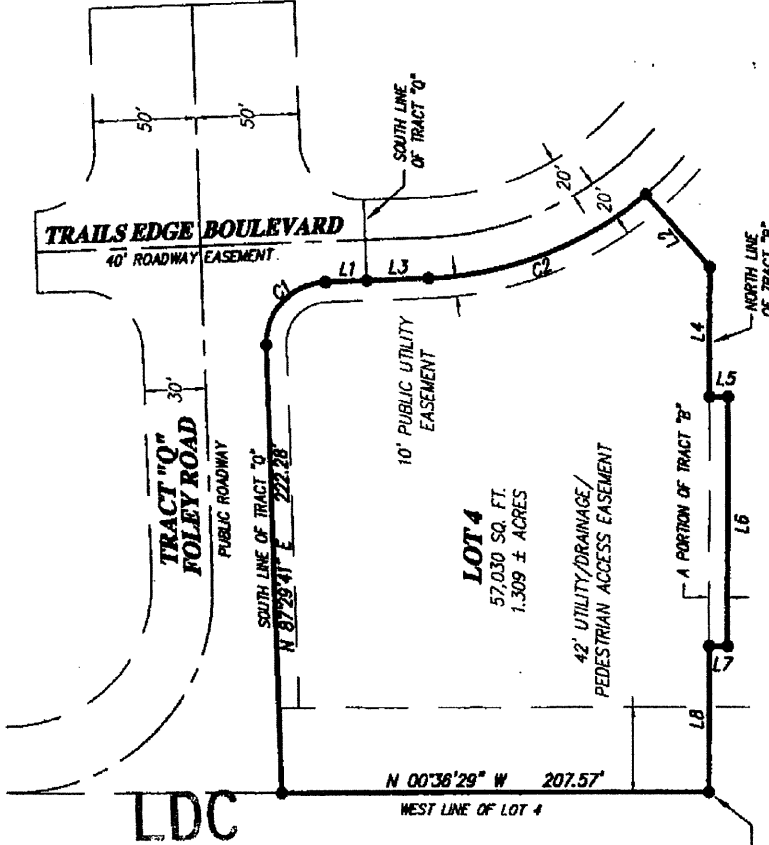 50'
50'
SOUTH LINE
OF TRACT "Q"
TRAILS EDGE BOULEVARD
40' ROADWAY EASEMENT
20'
20'
C1
L1
L3
C2
L2
NORTH LINE
OF TRACT "B"
L4
L5
30'
TRACT "Q"
FOLEY ROAD
PUBLIC ROADWAY
SOUTH LINE OF TRACT "Q"
N 87°29'41" E 222.28'
10' PUBLIC UTILITY
EASEMENT
LOT 4
57,030 SQ. FT.
1.309 ± ACRES
42' UTILITY/DRAINAGE/
PEDESTRIAN ACCESS EASEMENT
A PORTION OF TRACT "B"
L6
L7
L8
N 00°36'29" W 207.57'
WEST LINE OF LOT 4
LDC